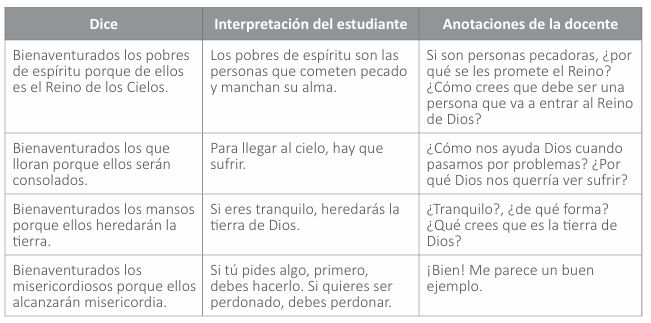 Dice
Interpretación del estudiante
Anotaciones de la docente
Bienaventurados los pobres
de espíritu porque de ellos
es el Reino de los Cielos.
Los pobres de espíritu son las
personas que cometen pecado
y manchan su alma.
Si son personas pecadoras, ¿por
qué se les promete el Reino?
¿Cómo crees que debe ser una
persona que va a entrar al Reino
de Dios?
Bienaventurados los que
lloran porque ellos serán
consolados.
Para llegar al cielo, hay que
sufrir.
¿Cómo nos ayuda Dios cuando
pasamos por problemas? ¿Por
qué Dios nos querría ver sufrir?
Bienaventurados los mansos
porque ellos heredarán la
tierra.
Si eres tranquilo, heredarás la
tierra de Dios.
¿Tranquilo?, ¿de qué forma?
¿Qué crees que es la tierra de
Dios?
Bienaventurados los
misericordiosos porque ellos
alcanzarán misericordia.
Si tú pides algo, primero,
debes hacerlo. Si quieres ser
perdonado, debes perdonar.
¡Bien! Me parece un buen
ejemplo.